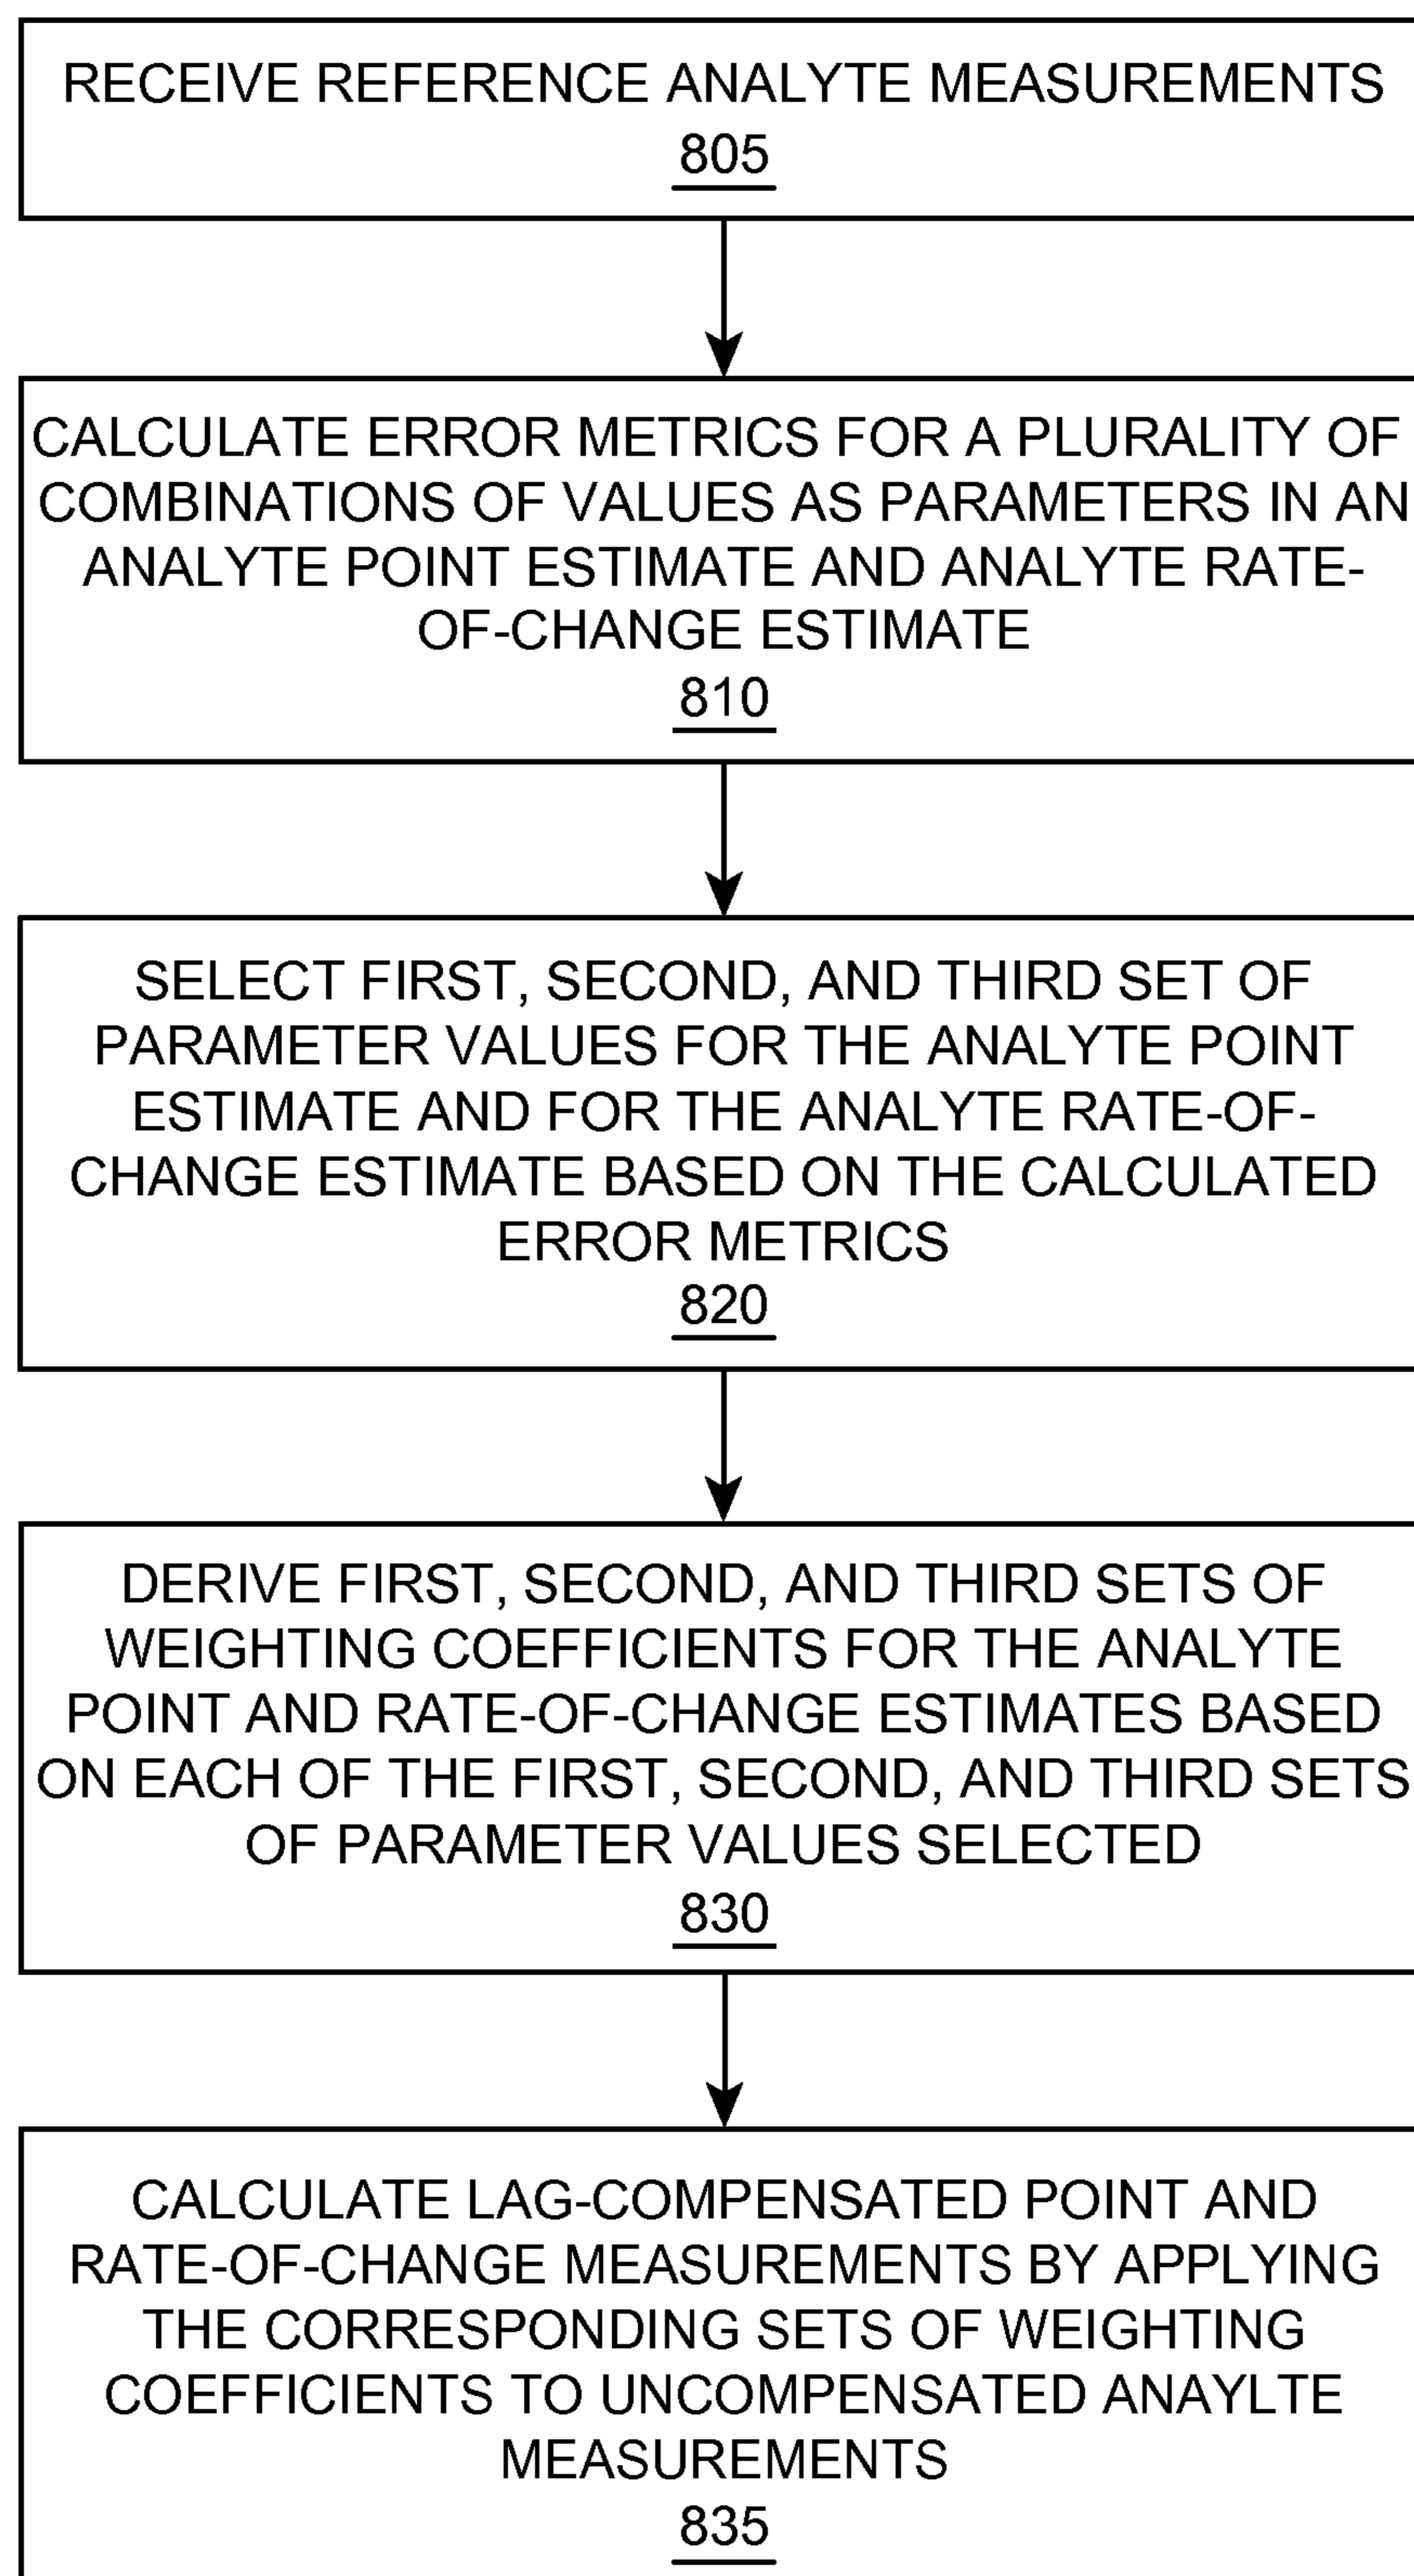 RECEIVE REFERENCE ANALYTE MEASUREMENTS
805
CALCULATE ERROR METRICS FOR A PLURALITY OF
COMBINATIONS OF VALUES AS PARAMETERS IN AN
ANALYTE POINT ESTIMATE AND ANALYTE RATE-
OF-CHANGE ESTIMATE
810
SELECT FIRST, SECOND, AND THIRD SET OF
PARAMETER VALUES FOR THE ANALYTE POINT
ESTIMATE AND FOR THE ANALYTE RATE-OF-
CHANGE ESTIMATE BASED ON THE CALCULATED
ERROR METRICS
820
DERIVE FIRST, SECOND, AND THIRD SETS OF
WEIGHTING COEFFICIENTS FOR THE ANALYTE
POINT AND RATE-OF-CHANGE ESTIMATES BASED
ON EACH OF THE FIRST, SECOND, AND THIRD SETS
OF PARAMETER VALUES SELECTED
830
CALCULATE LAG-COMPENSATED POINT AND
RATE-OF-CHANGE MEASUREMENTS BY APPLYING
THE CORRESPONDING SETS OF WEIGHTING
COEFFICIENTS TO UNCOMPENSATED ANAYLTE
MEASUREMENTS
835